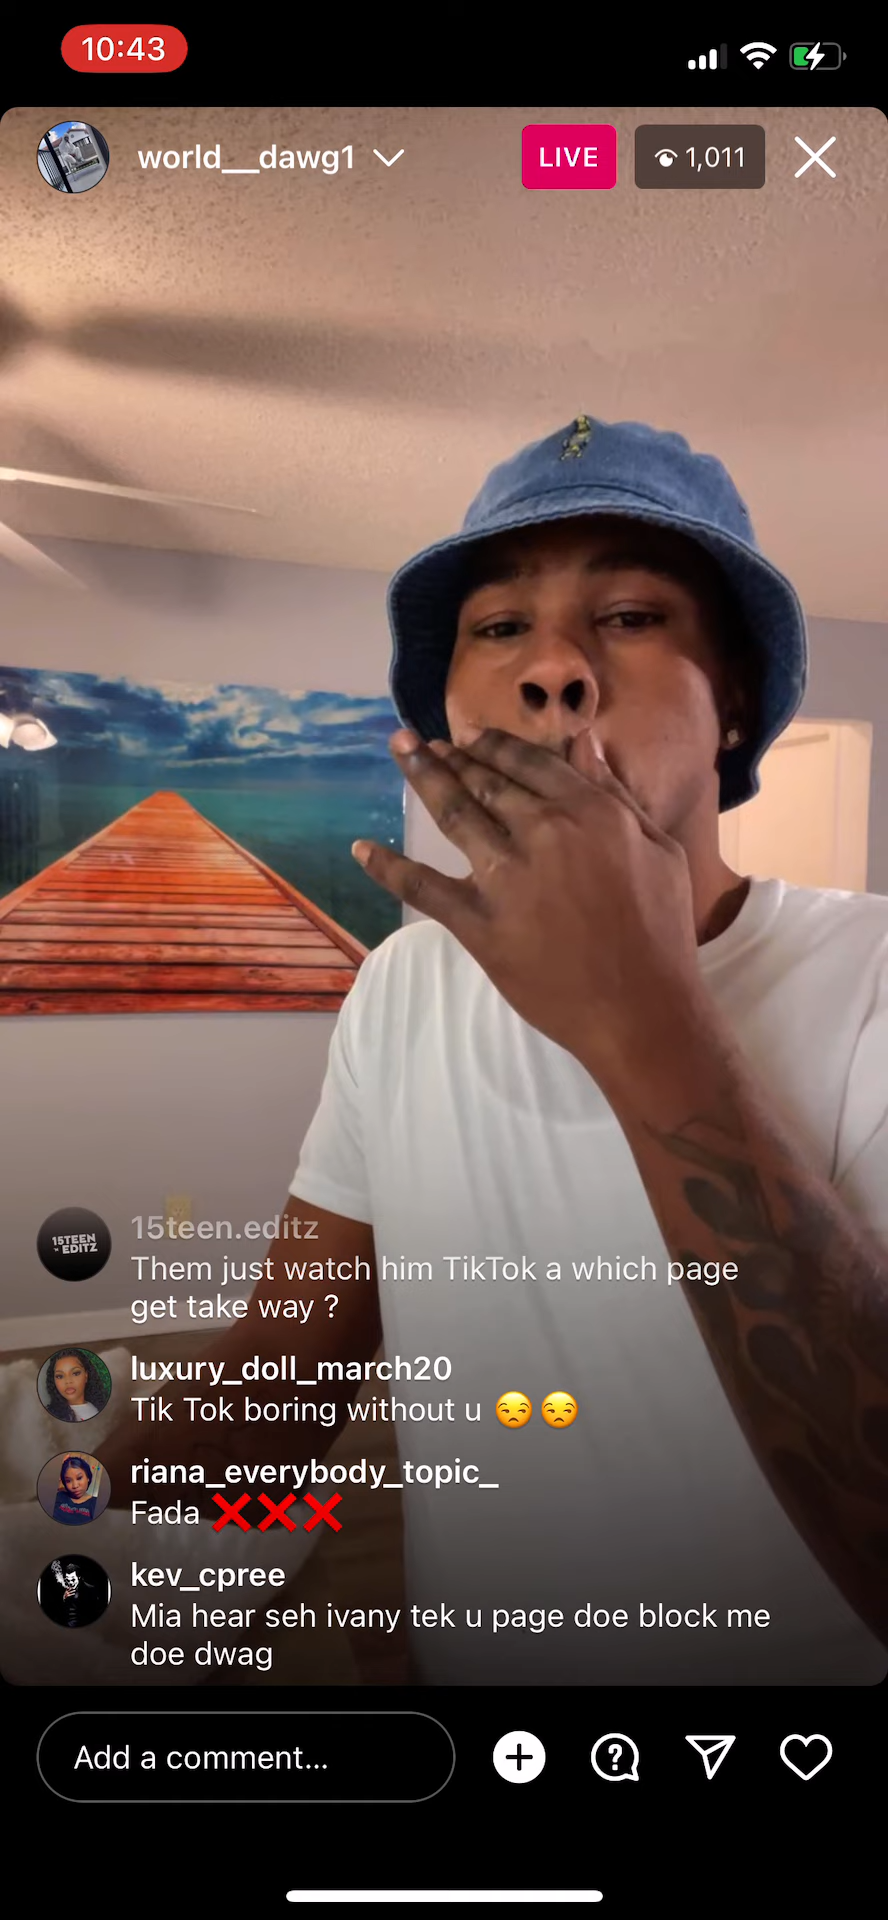 10:43
world__dawg1
LIVE
1,011
15TEEN
EDITZ
15teen.editz
Them just watch him TikTok a which page
get take way ?
luxury_doll_march20
Tik Tok boring without u 😒😒
riana_everybody_topic_
Fada ❌❌❌
kev_cpree
Mia hear seh ivany tek u page doe block me
doe dwag
Add a comment...